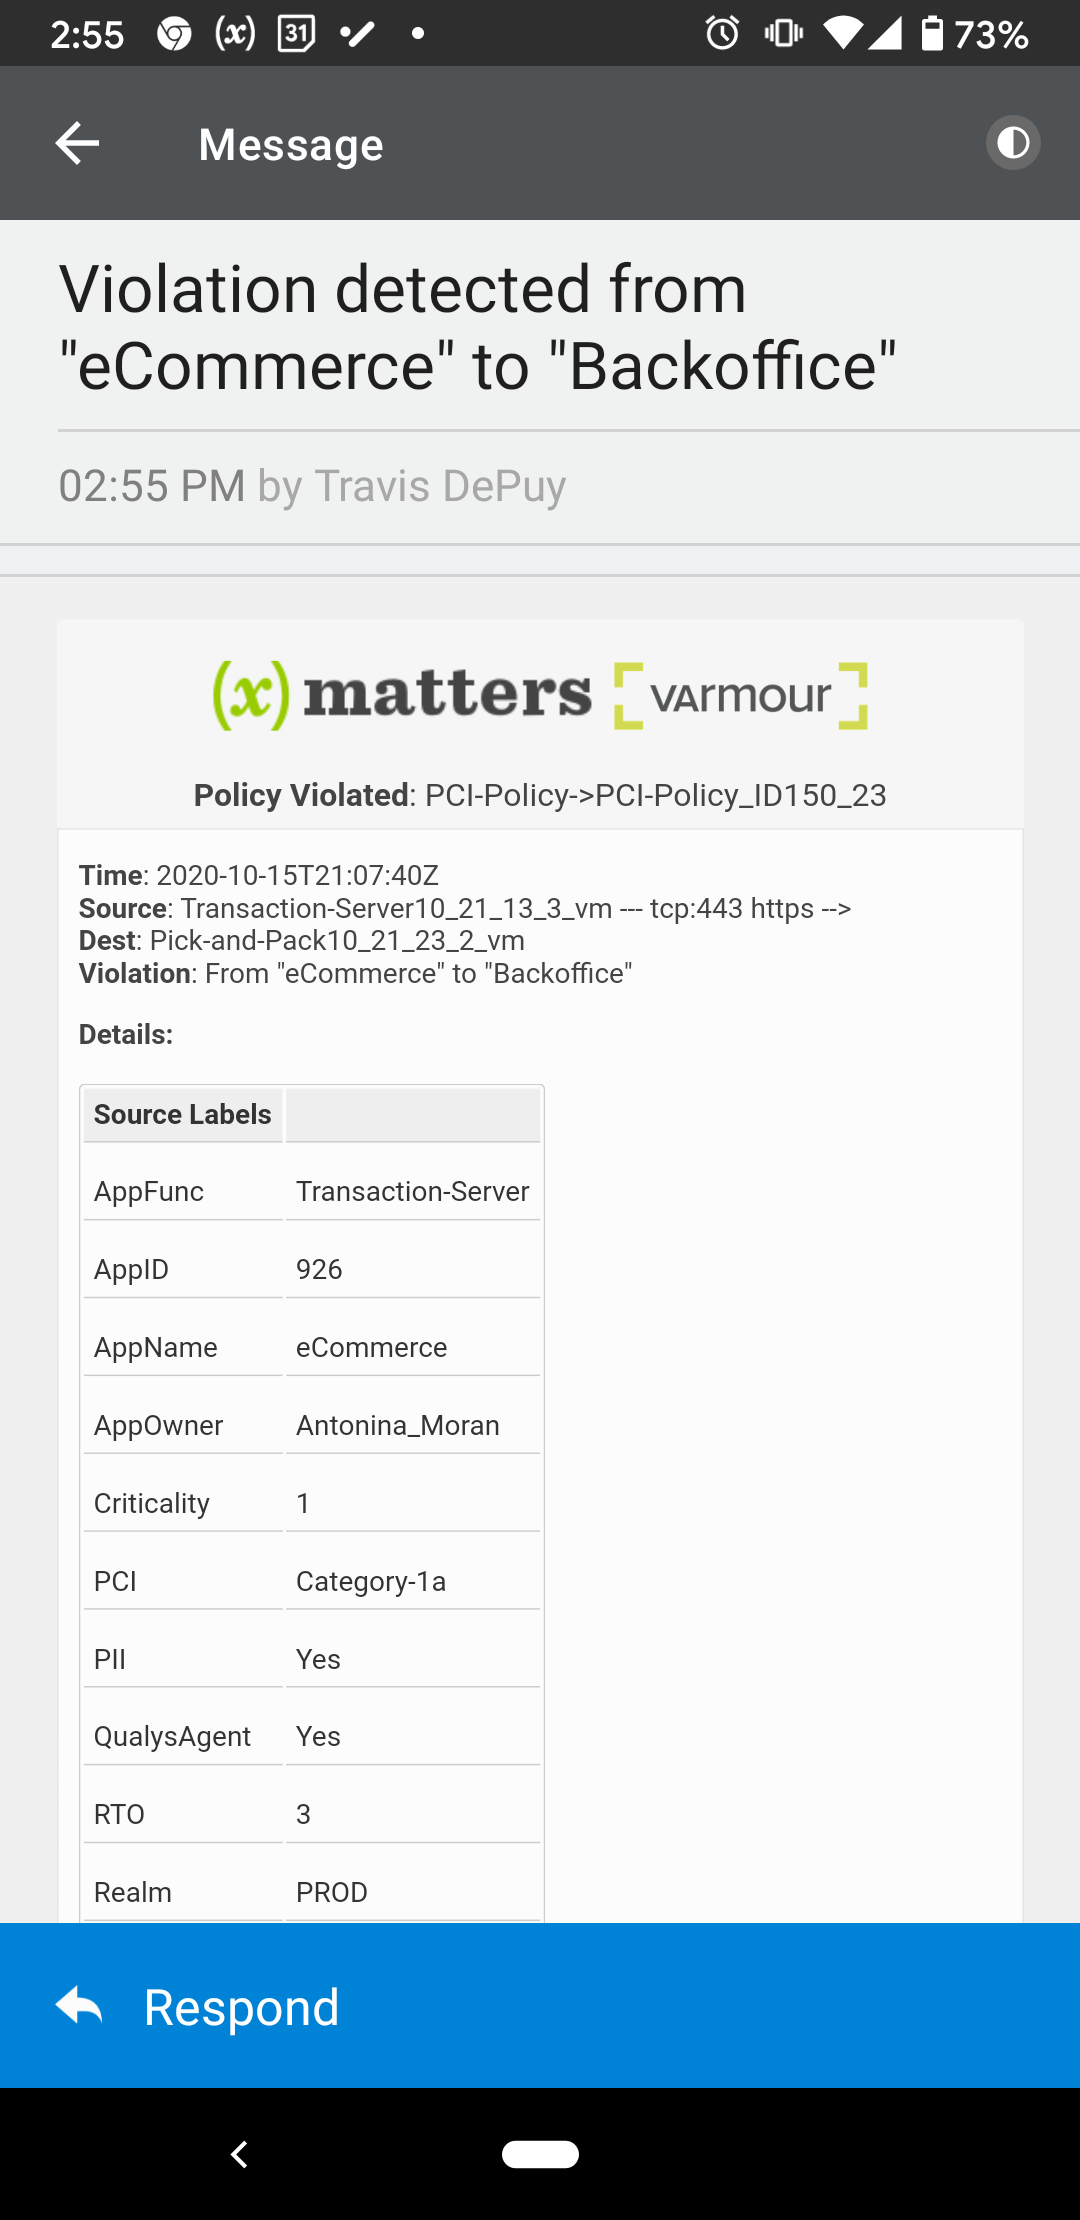 2:55 (x) 31 73%
Message
Violation detected from
"eCommerce" to "Backoffice"
02:55 PM by Travis DePuy
(x) matters [vArmour]
Policy Violated: PCI-Policy->PCI-Policy_ID150_23
Time: 2020-10-15T21:07:40Z
Source: Transaction-Server10_21_13_3_vm --- tcp:443 https -->
Dest: Pick-and-Pack10_21_23_2_vm
Violation: From "eCommerce" to "Backoffice"
Details:
Source Labels
AppFunc Transaction-Server
AppID 926
AppName eCommerce
AppOwner Antonina_Moran
Criticality 1
PCI Category-1a
PII Yes
QualysAgent Yes
RTO 3
Realm PROD
Respond